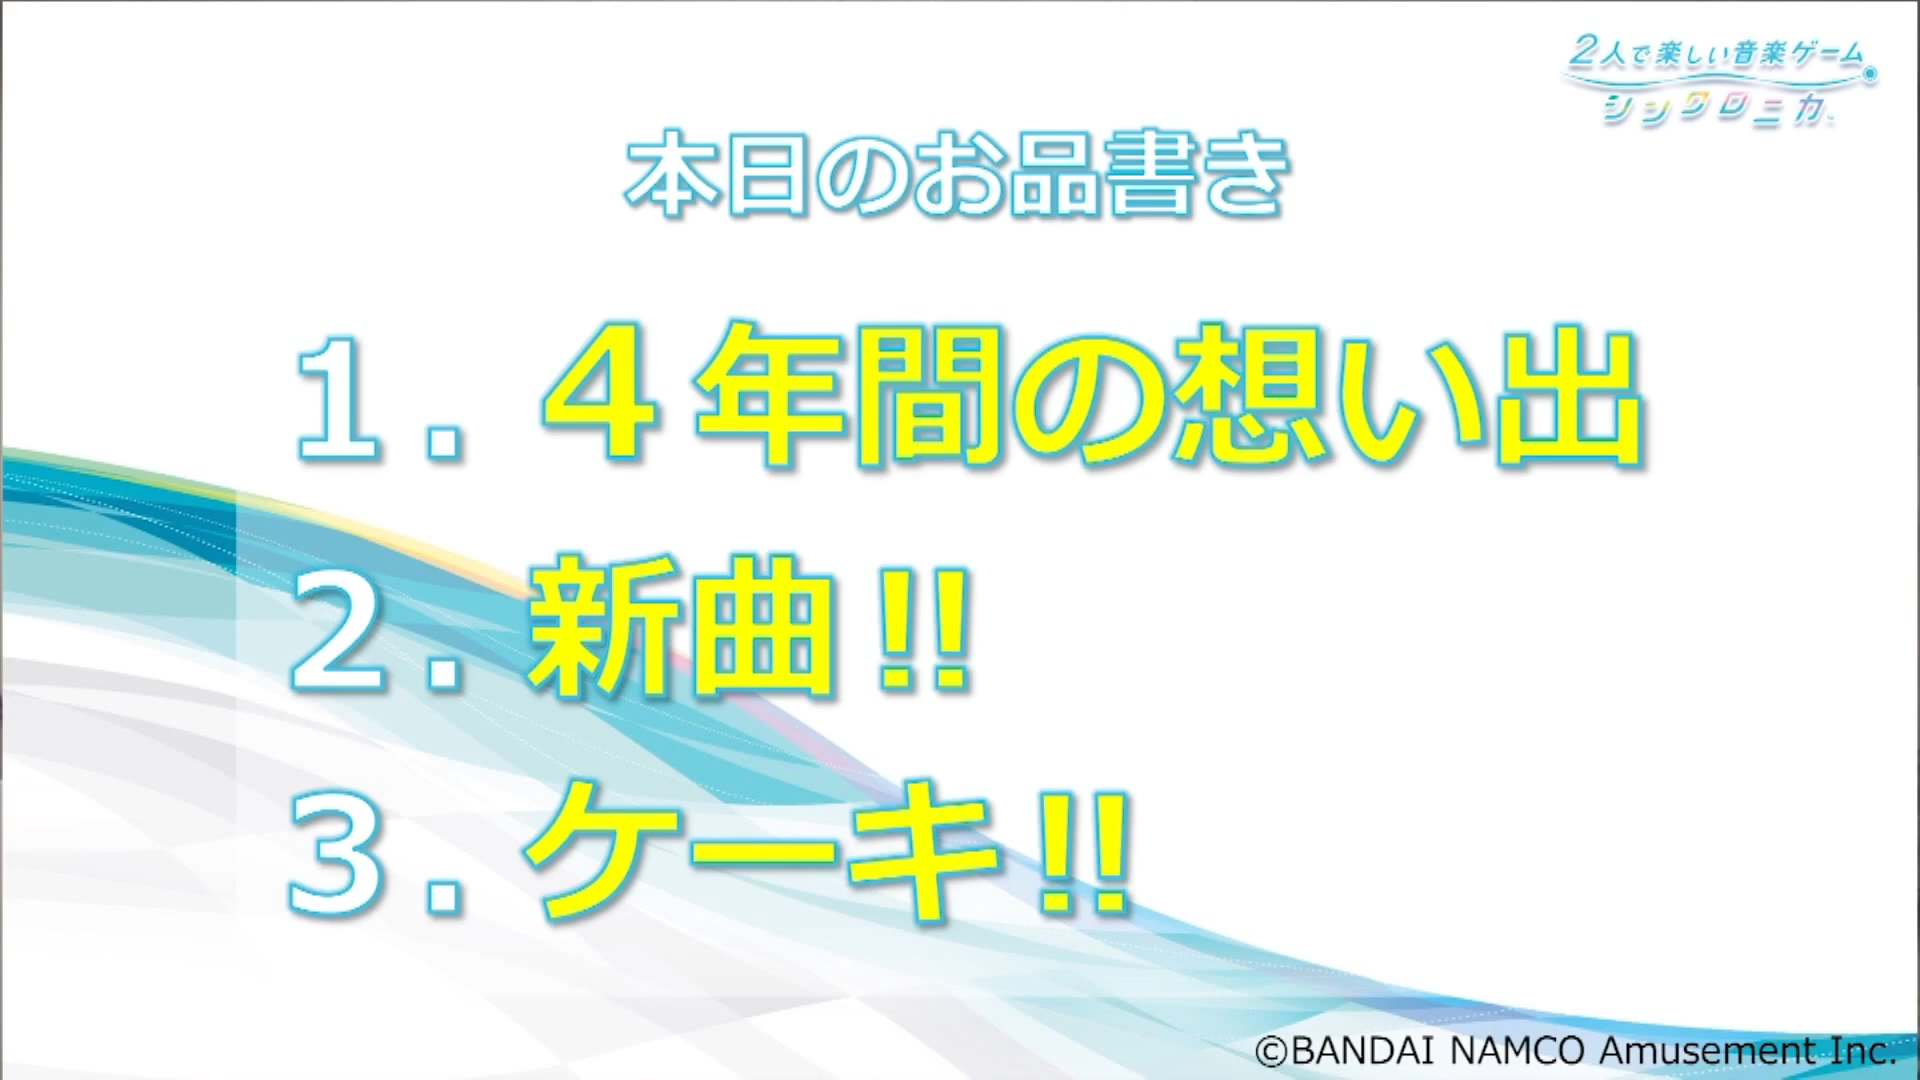 2人で楽しい音楽ゲーム
シンクロニカ
本日のお品書き
１．４年間の想い出
２．新曲‼
３．ケーキ‼
©BANDAI NAMCO Amusement Inc.